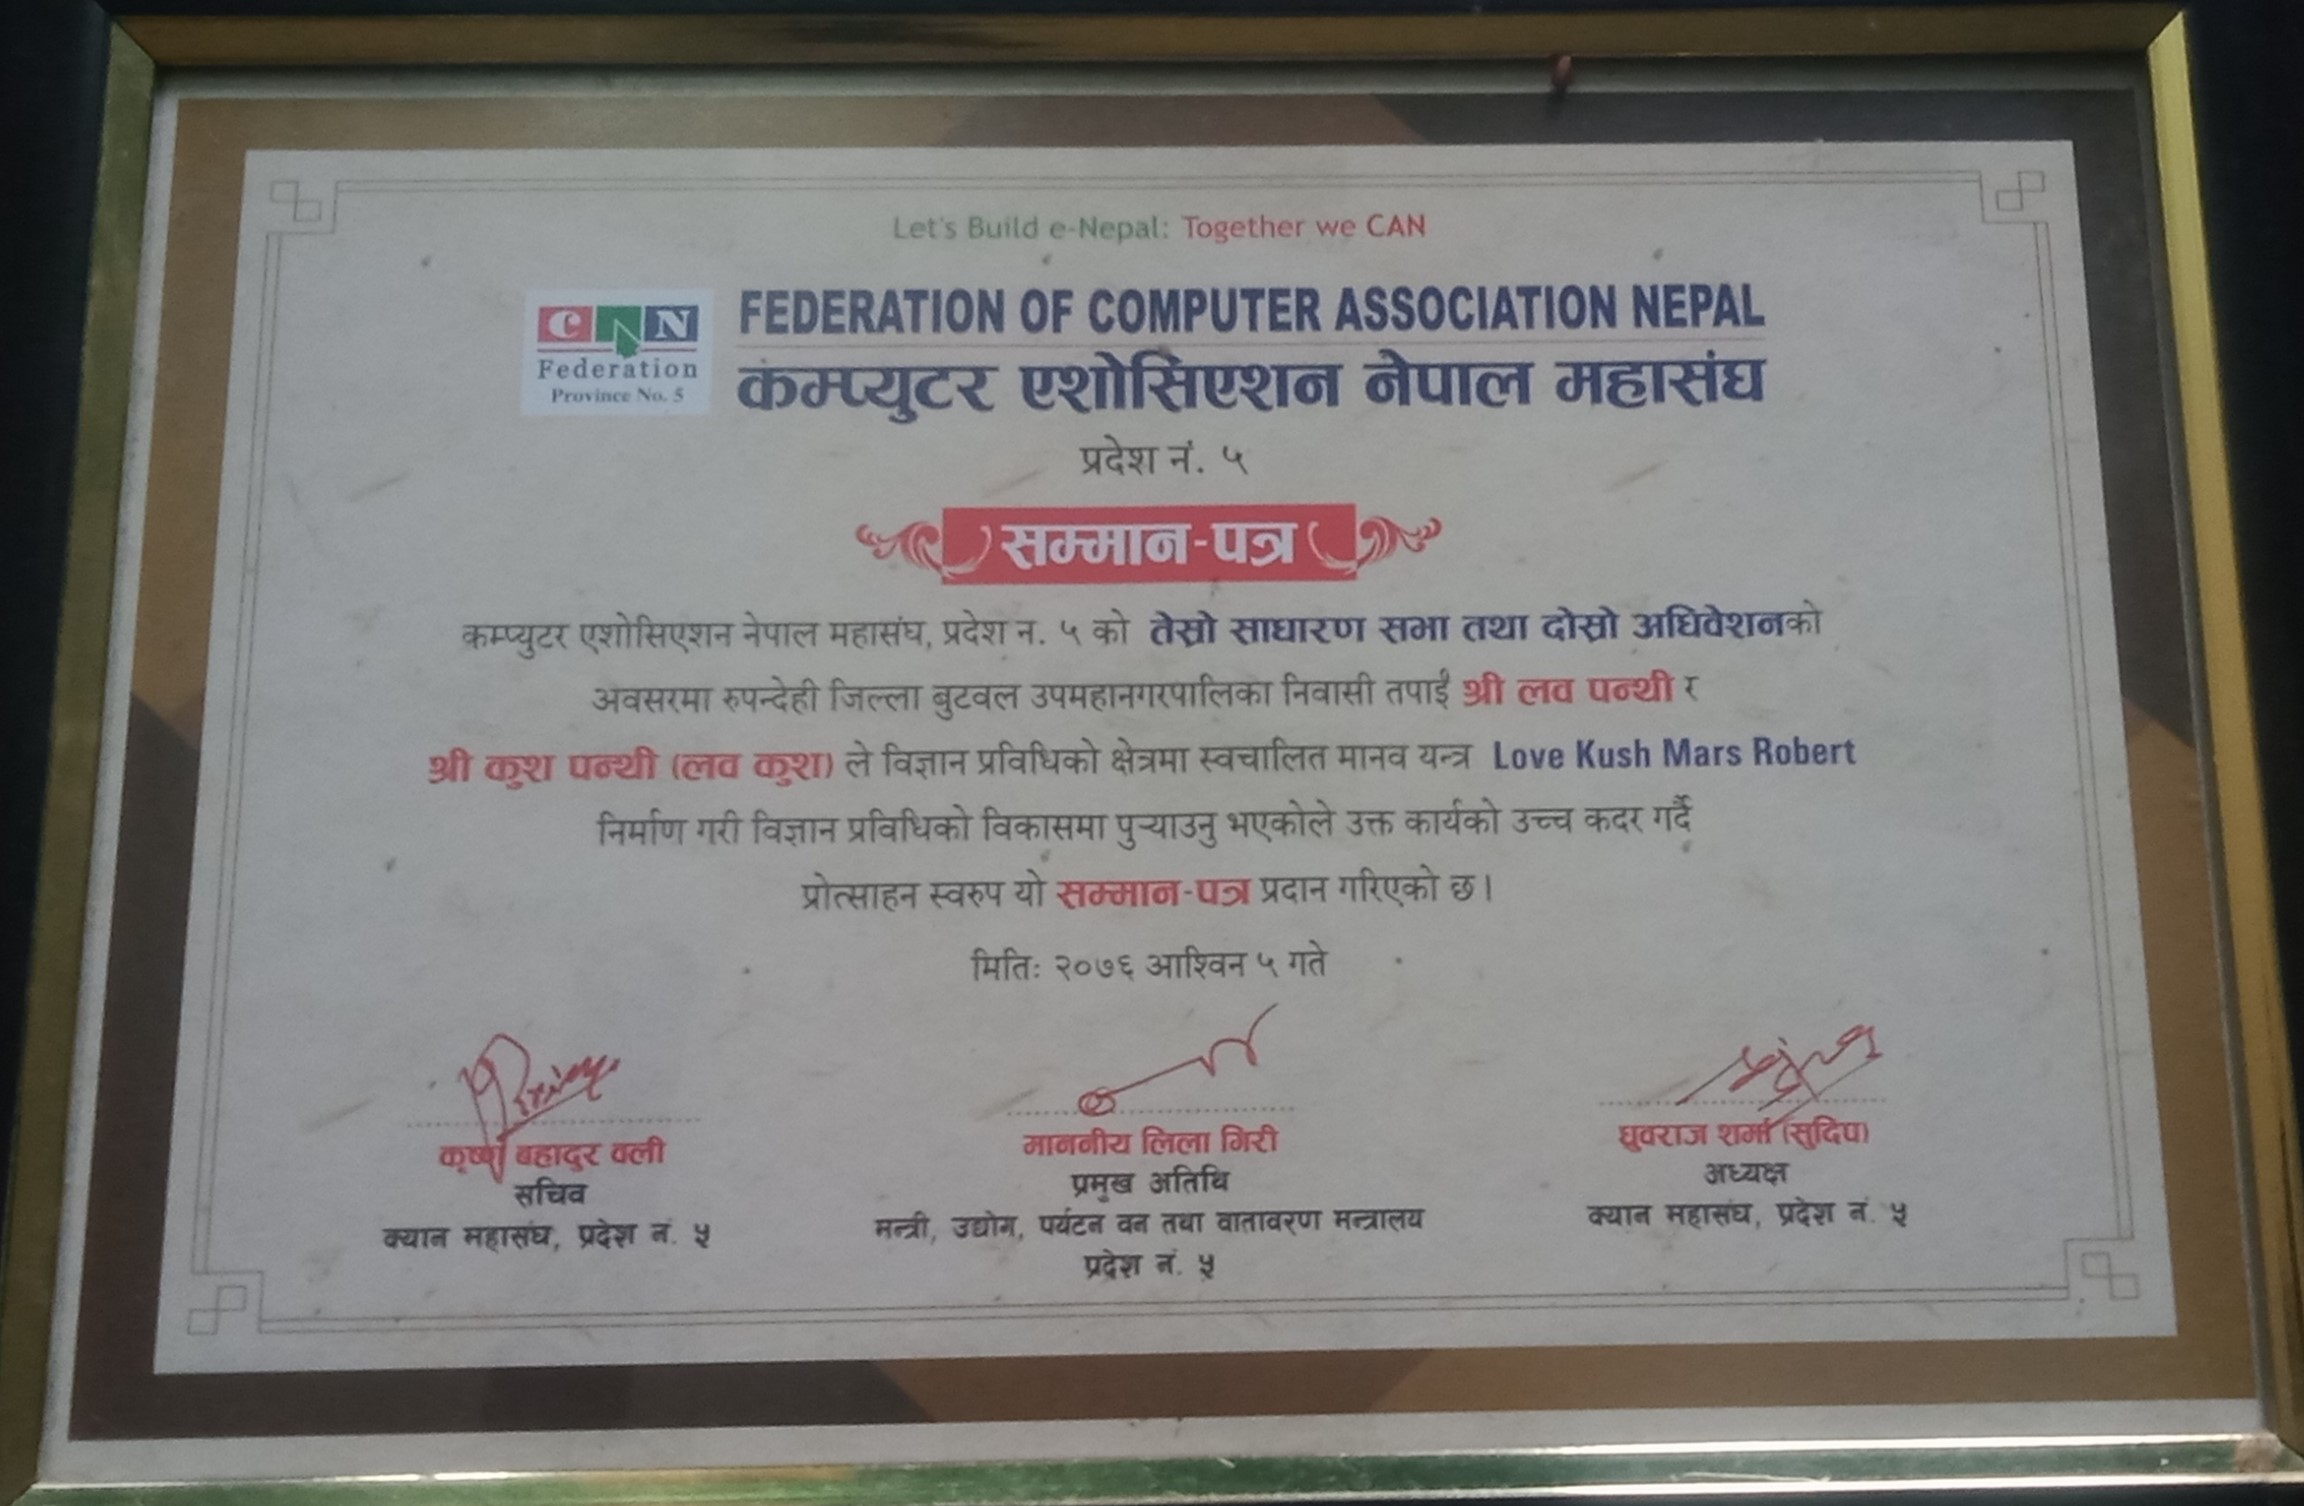 Let's Build e-Nepal: Together we CAN
CAN
Federation
Province No. 5
FEDERATION OF COMPUTER ASSOCIATION NEPAL
कम्प्युटर एशोसिएशन नेपाल महासंघ
प्रदेश नं. ५
सम्मान-पत्र
कम्प्युटर एशोसिएशन नेपाल महासंघ, प्रदेश न. ५ को तेस्रो साधारण सभा तथा दोस्रो अधिवेशनको
अवसरमा रुपन्देही जिल्ला बुटवल उपमहानगरपालिका निवासी तपाईं श्री लव पन्थी र
श्री कुश पन्थी (लव कुश) ले विज्ञान प्रविधिको क्षेत्रमा स्वचालित मानव यन्त्र Love Kush Mars Robert
निर्माण गरी विज्ञान प्रविधिको विकासमा पुऱ्याउनु भएकोले उक्त कार्यको उच्च कदर गर्दै
प्रोत्साहन स्वरुप यो सम्मान-पत्र प्रदान गरिएको छ।
मितिः २०७६ आश्विन ५ गते
कृष्ण बहादुर वली
सचिव
क्यान महासंघ, प्रदेश नं. ५
माननीय लिला गिरी
प्रमुख अतिथि
मन्त्री, उद्योग, पर्यटन वन तथा वातावरण मन्त्रालय
प्रदेश नं. ५
धुवराज शर्मा (सुदिप)
अध्यक्ष
क्यान महासंघ, प्रदेश नं. ५